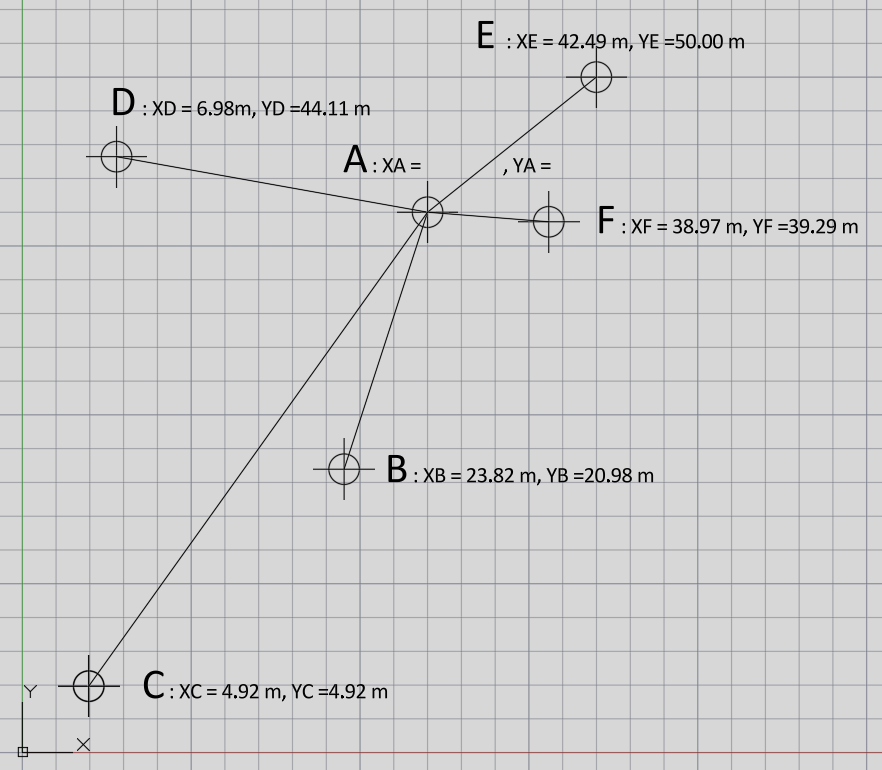 E : XE = 42.49 m, YE =50.00 m
D : XD = 6.98m, YD =44.11 m
A : XA = , YA =
F : XF = 38.97 m, YF =39.29 m
B : XB = 23.82 m, YB =20.98 m
C : XC = 4.92 m, YC =4.92 m
Y
X